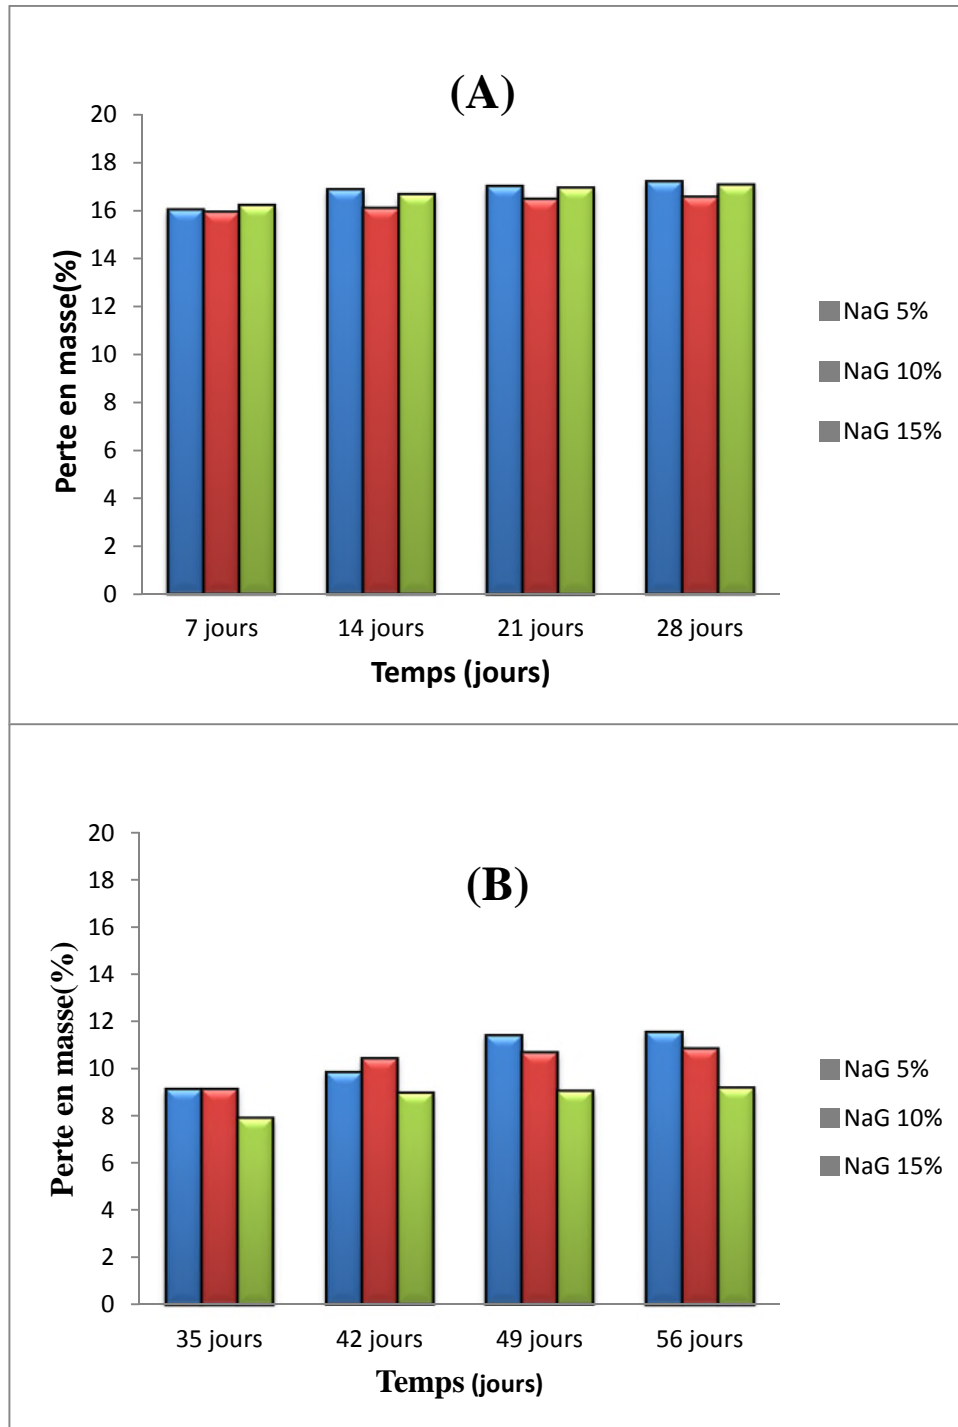 (A)
20
18
16
14
12
10
8
6
4
2
0
Perte en masse(%)
7 jours
14 jours
21 jours
28 jours
Temps (jours)
NaG 5%
NaG 10%
NaG 15%
(B)
20
18
16
14
12
10
8
6
4
2
0
Perte en masse(%)
35 jours
42 jours
49 jours
56 jours
Temps (jours)
NaG 5%
NaG 10%
NaG 15%